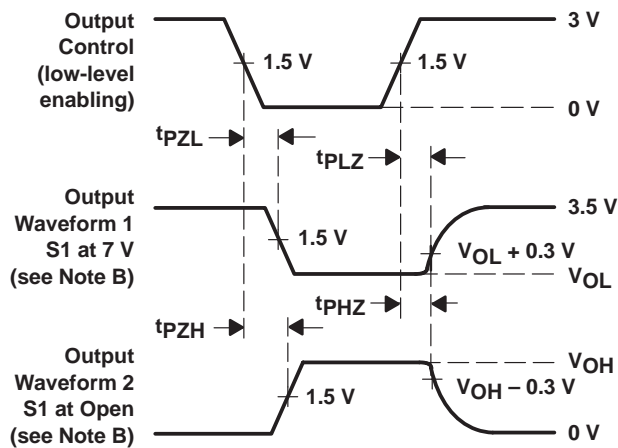 Output
Control
(low-level
enabling)
1.5 V
1.5 V
3 V
0 V
tPZL
tPLZ
Output
Waveform 1
S1 at 7 V
(see Note B)
1.5 V
3.5 V
VOL + 0.3 V
VOL
tPHZ
tPZH
Output
Waveform 2
S1 at Open
(see Note B)
1.5 V
VOH
VOH – 0.3 V
0 V